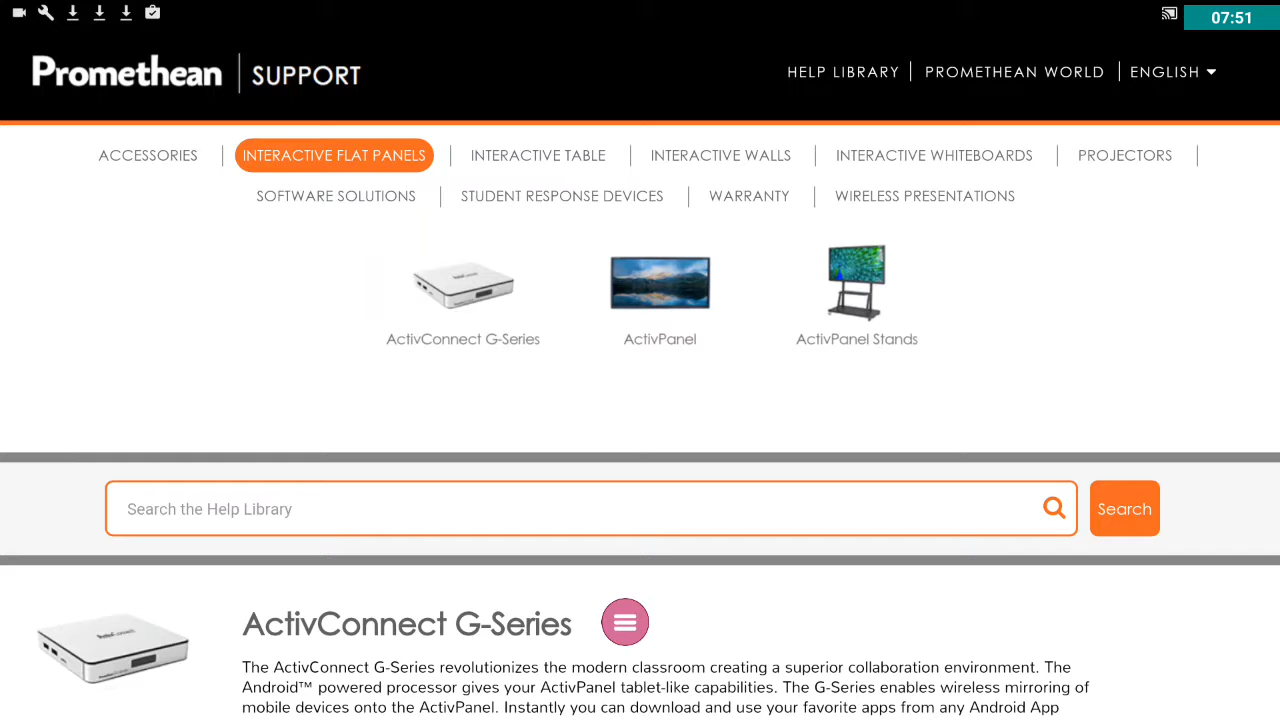 07:51
Promethean | SUPPORT
HELP LIBRARY | PROMETHEAN WORLD | ENGLISH
ACCESSORIES | INTERACTIVE FLAT PANELS | INTERACTIVE TABLE | INTERACTIVE WALLS | INTERACTIVE WHITEBOARDS | PROJECTORS |
SOFTWARE SOLUTIONS | STUDENT RESPONSE DEVICES | WARRANTY | WIRELESS PRESENTATIONS
ActivConnect G-Series
ActivPanel
ActivPanel Stands
Search the Help Library
Search
ActivConnect G-Series
The ActivConnect G-Series revolutionizes the modern classroom creating a superior collaboration environment. The
Android™ powered processor gives your ActivPanel tablet-like capabilities. The G-Series enables wireless mirroring of
mobile devices onto the ActivPanel. Instantly you can download and use your favorite apps from any Android App